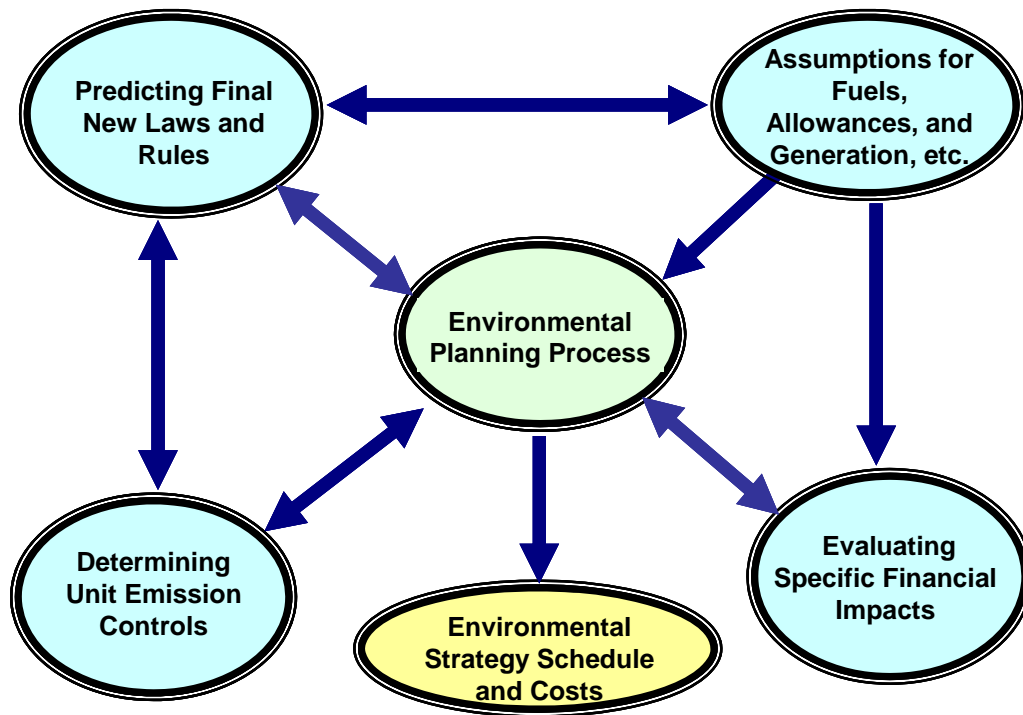 Predicting Final
New Laws and
Rules
Assumptions for
Fuels,
Allowances, and
Generation, etc.
Environmental
Planning Process
Determining
Unit Emission
Controls
Environmental
Strategy Schedule
and Costs
Evaluating
Specific Financial
Impacts